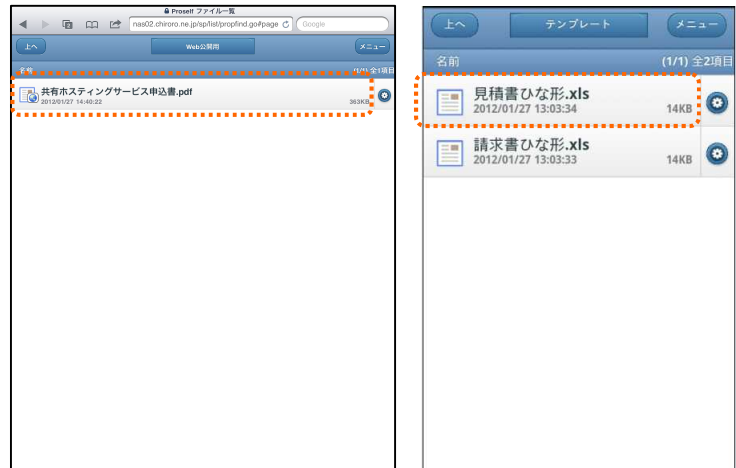 Proself ファイル一覧
nas02.chiroro.ne.jp/sp/list/propfind.go#page
Google
上へ
Web公開用
メニュー
名前
(1/1) 全1項目
共有ホスティングサービス申込書.pdf
2012/01/27 14:40:22
363KB
上へ
テンプレート
メニュー
名前
(1/1) 全2項目
見積書ひな形.xls
2012/01/27 13:03:34
14KB
請求書ひな形.xls
2012/01/27 13:03:33
14KB